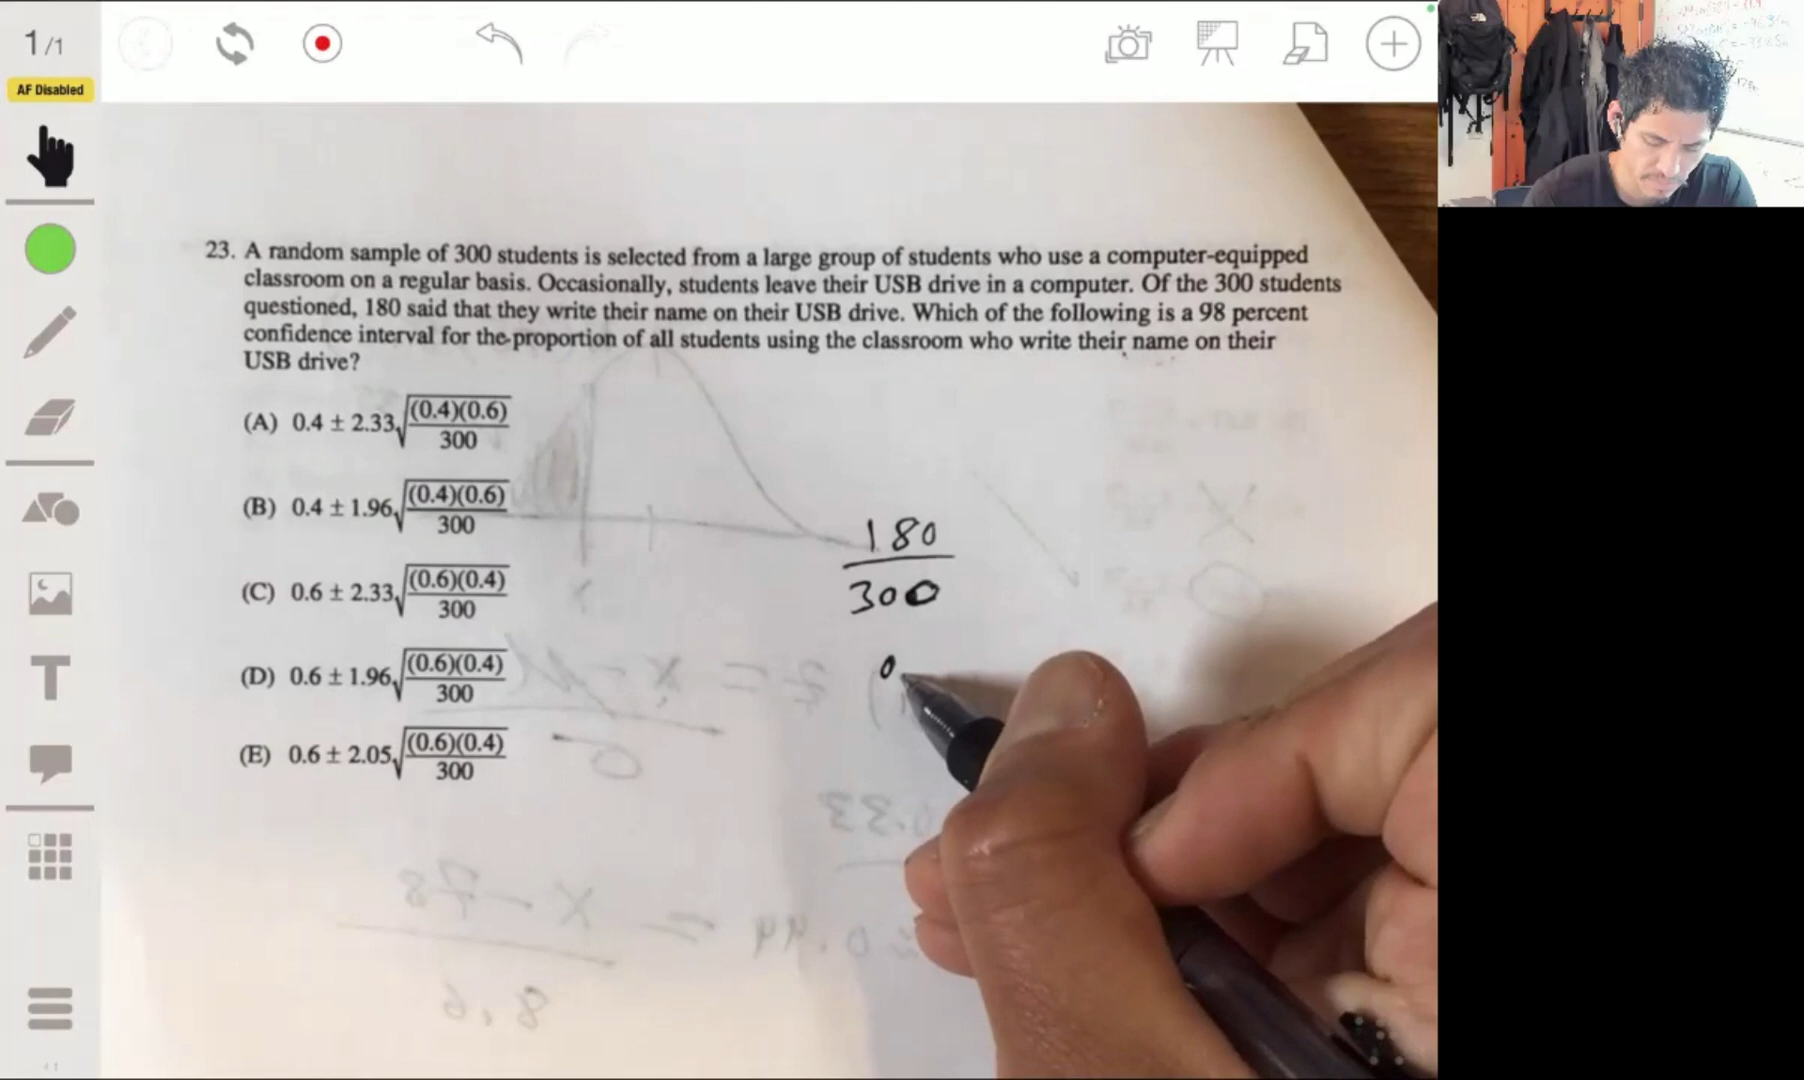 1/1
AF Disabled
23. A random sample of 300 students is selected from a large group of students who use a computer-equipped
classroom on a regular basis. Occasionally, students leave their USB drive in a computer. Of the 300 students
questioned, 180 said that they write their name on their USB drive. Which of the following is a 98 percent
confidence interval for the proportion of all students using the classroom who write their name on their
USB drive?
(A) 0.4 ± 2.33√((0.4)(0.6)/300)
(B) 0.4 ± 1.96√((0.4)(0.6)/300)
(C) 0.6 ± 2.33√((0.6)(0.4)/300)
(D) 0.6 ± 1.96√((0.6)(0.4)/300)
(E) 0.6 ± 2.05√((0.6)(0.4)/300)
180
300
0.
T